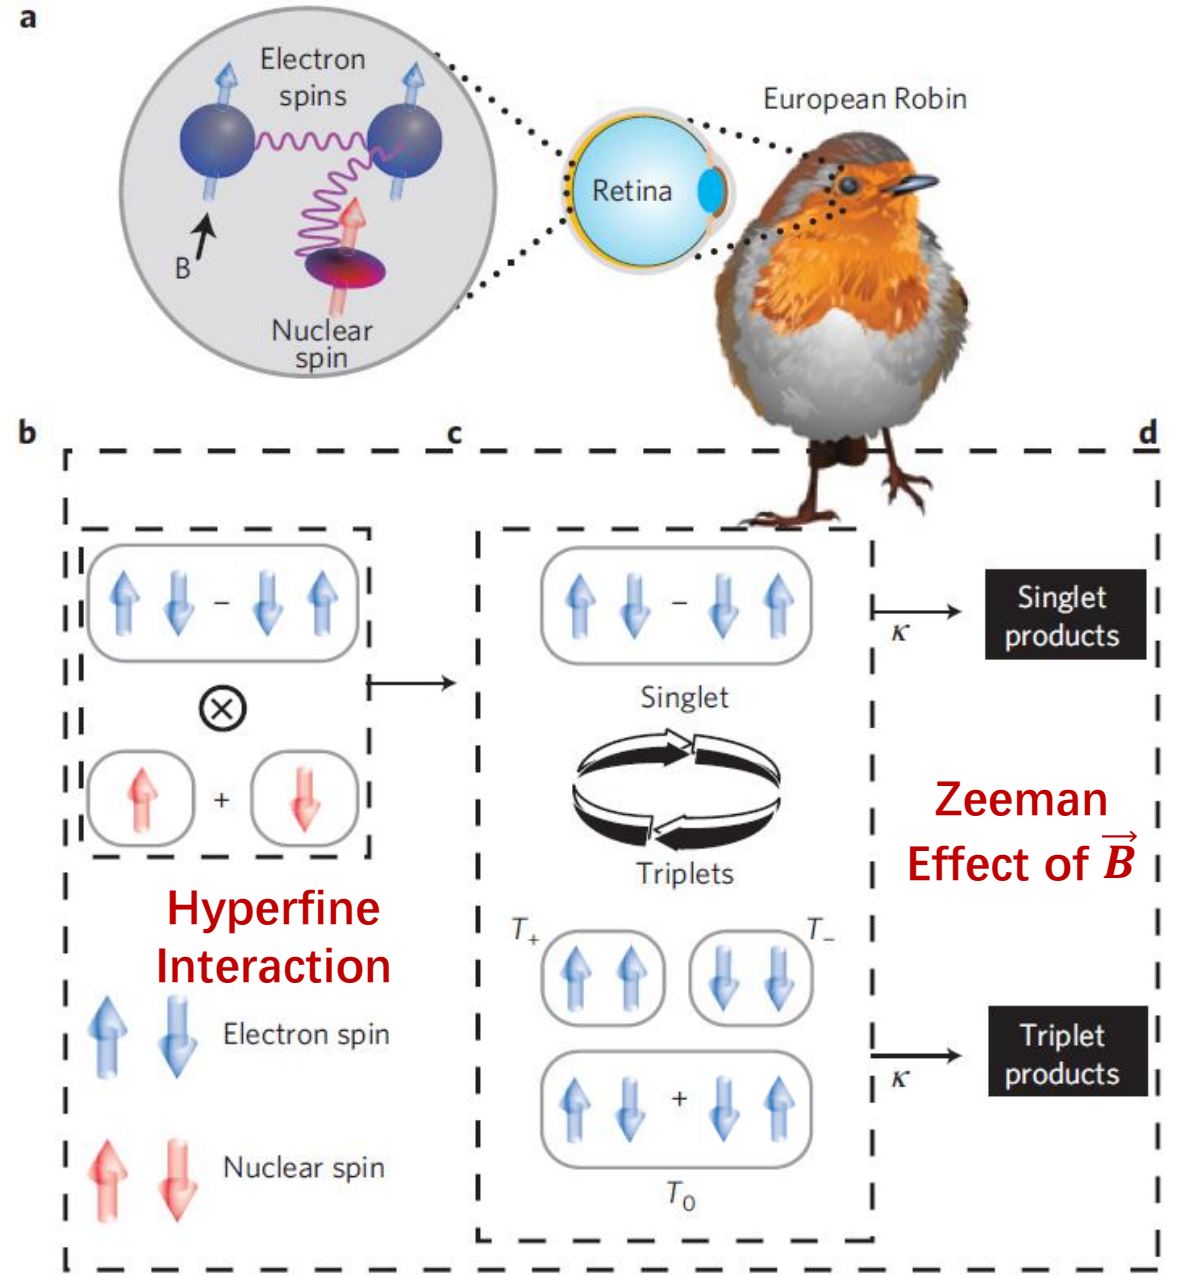 a
Electron
spins
B
Nuclear
spin
Retina
European Robin
b
c
d
↑ ↓ − ↓ ↑
⊗
↑ + ↓
Hyperfine
Interaction
Electron spin
Nuclear spin
↑ ↓ − ↓ ↑
Singlet
Triplets
T₊
T₋
↑ ↓ + ↓ ↑
T₀
κ
Singlet
products
Zeeman
Effect of B⃗
κ
Triplet
products